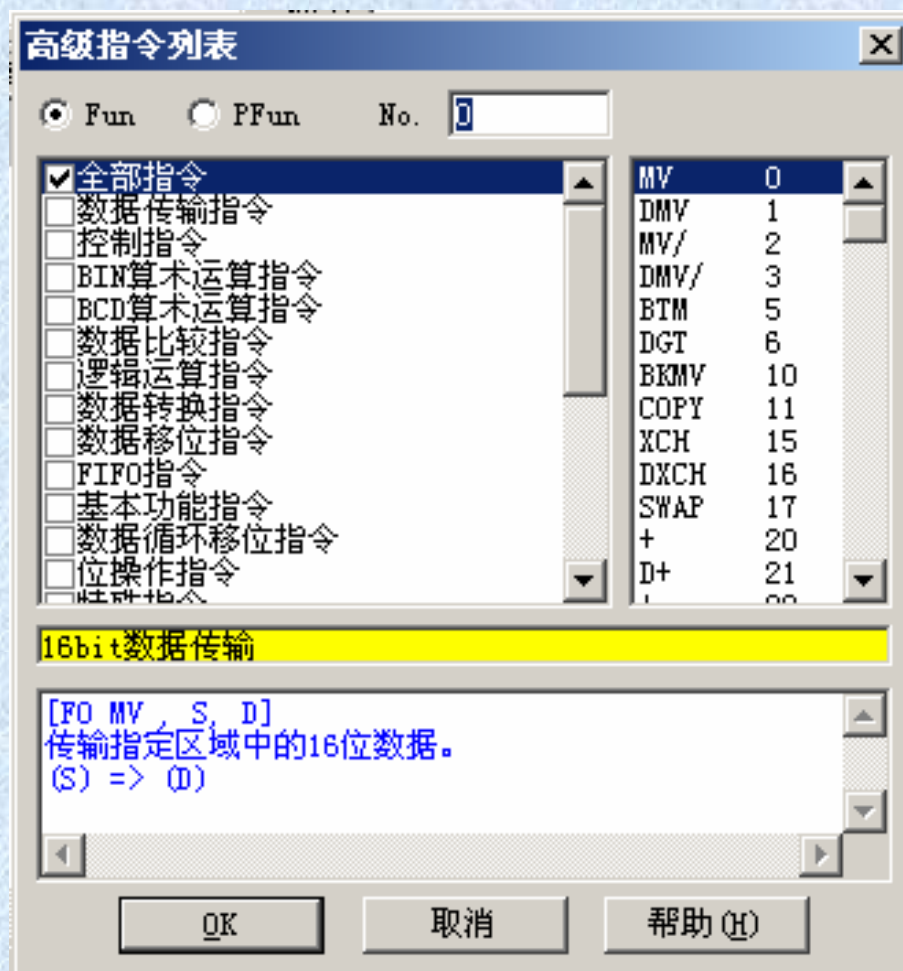 高级指令列表
Fun PFun No. 0
全部指令
数据传输指令
控制指令
BIN算术运算指令
BCD算术运算指令
数据比较指令
逻辑运算指令
数据转换指令
数据移位指令
FIFO指令
基本功能指令
数据循环移位指令
位操作指令
特殊指令
MV 0
DMV 1
MV/ 2
DMV/ 3
BTM 5
DGT 6
BKMV 10
COPY 11
XCH 15
DXCH 16
SWAP 17
+ 20
D+ 21
16bit数据传输
[F0 MV , S, D]
传输指定区域中的16位数据。
(S) => (D)
OK 取消 帮助(H)